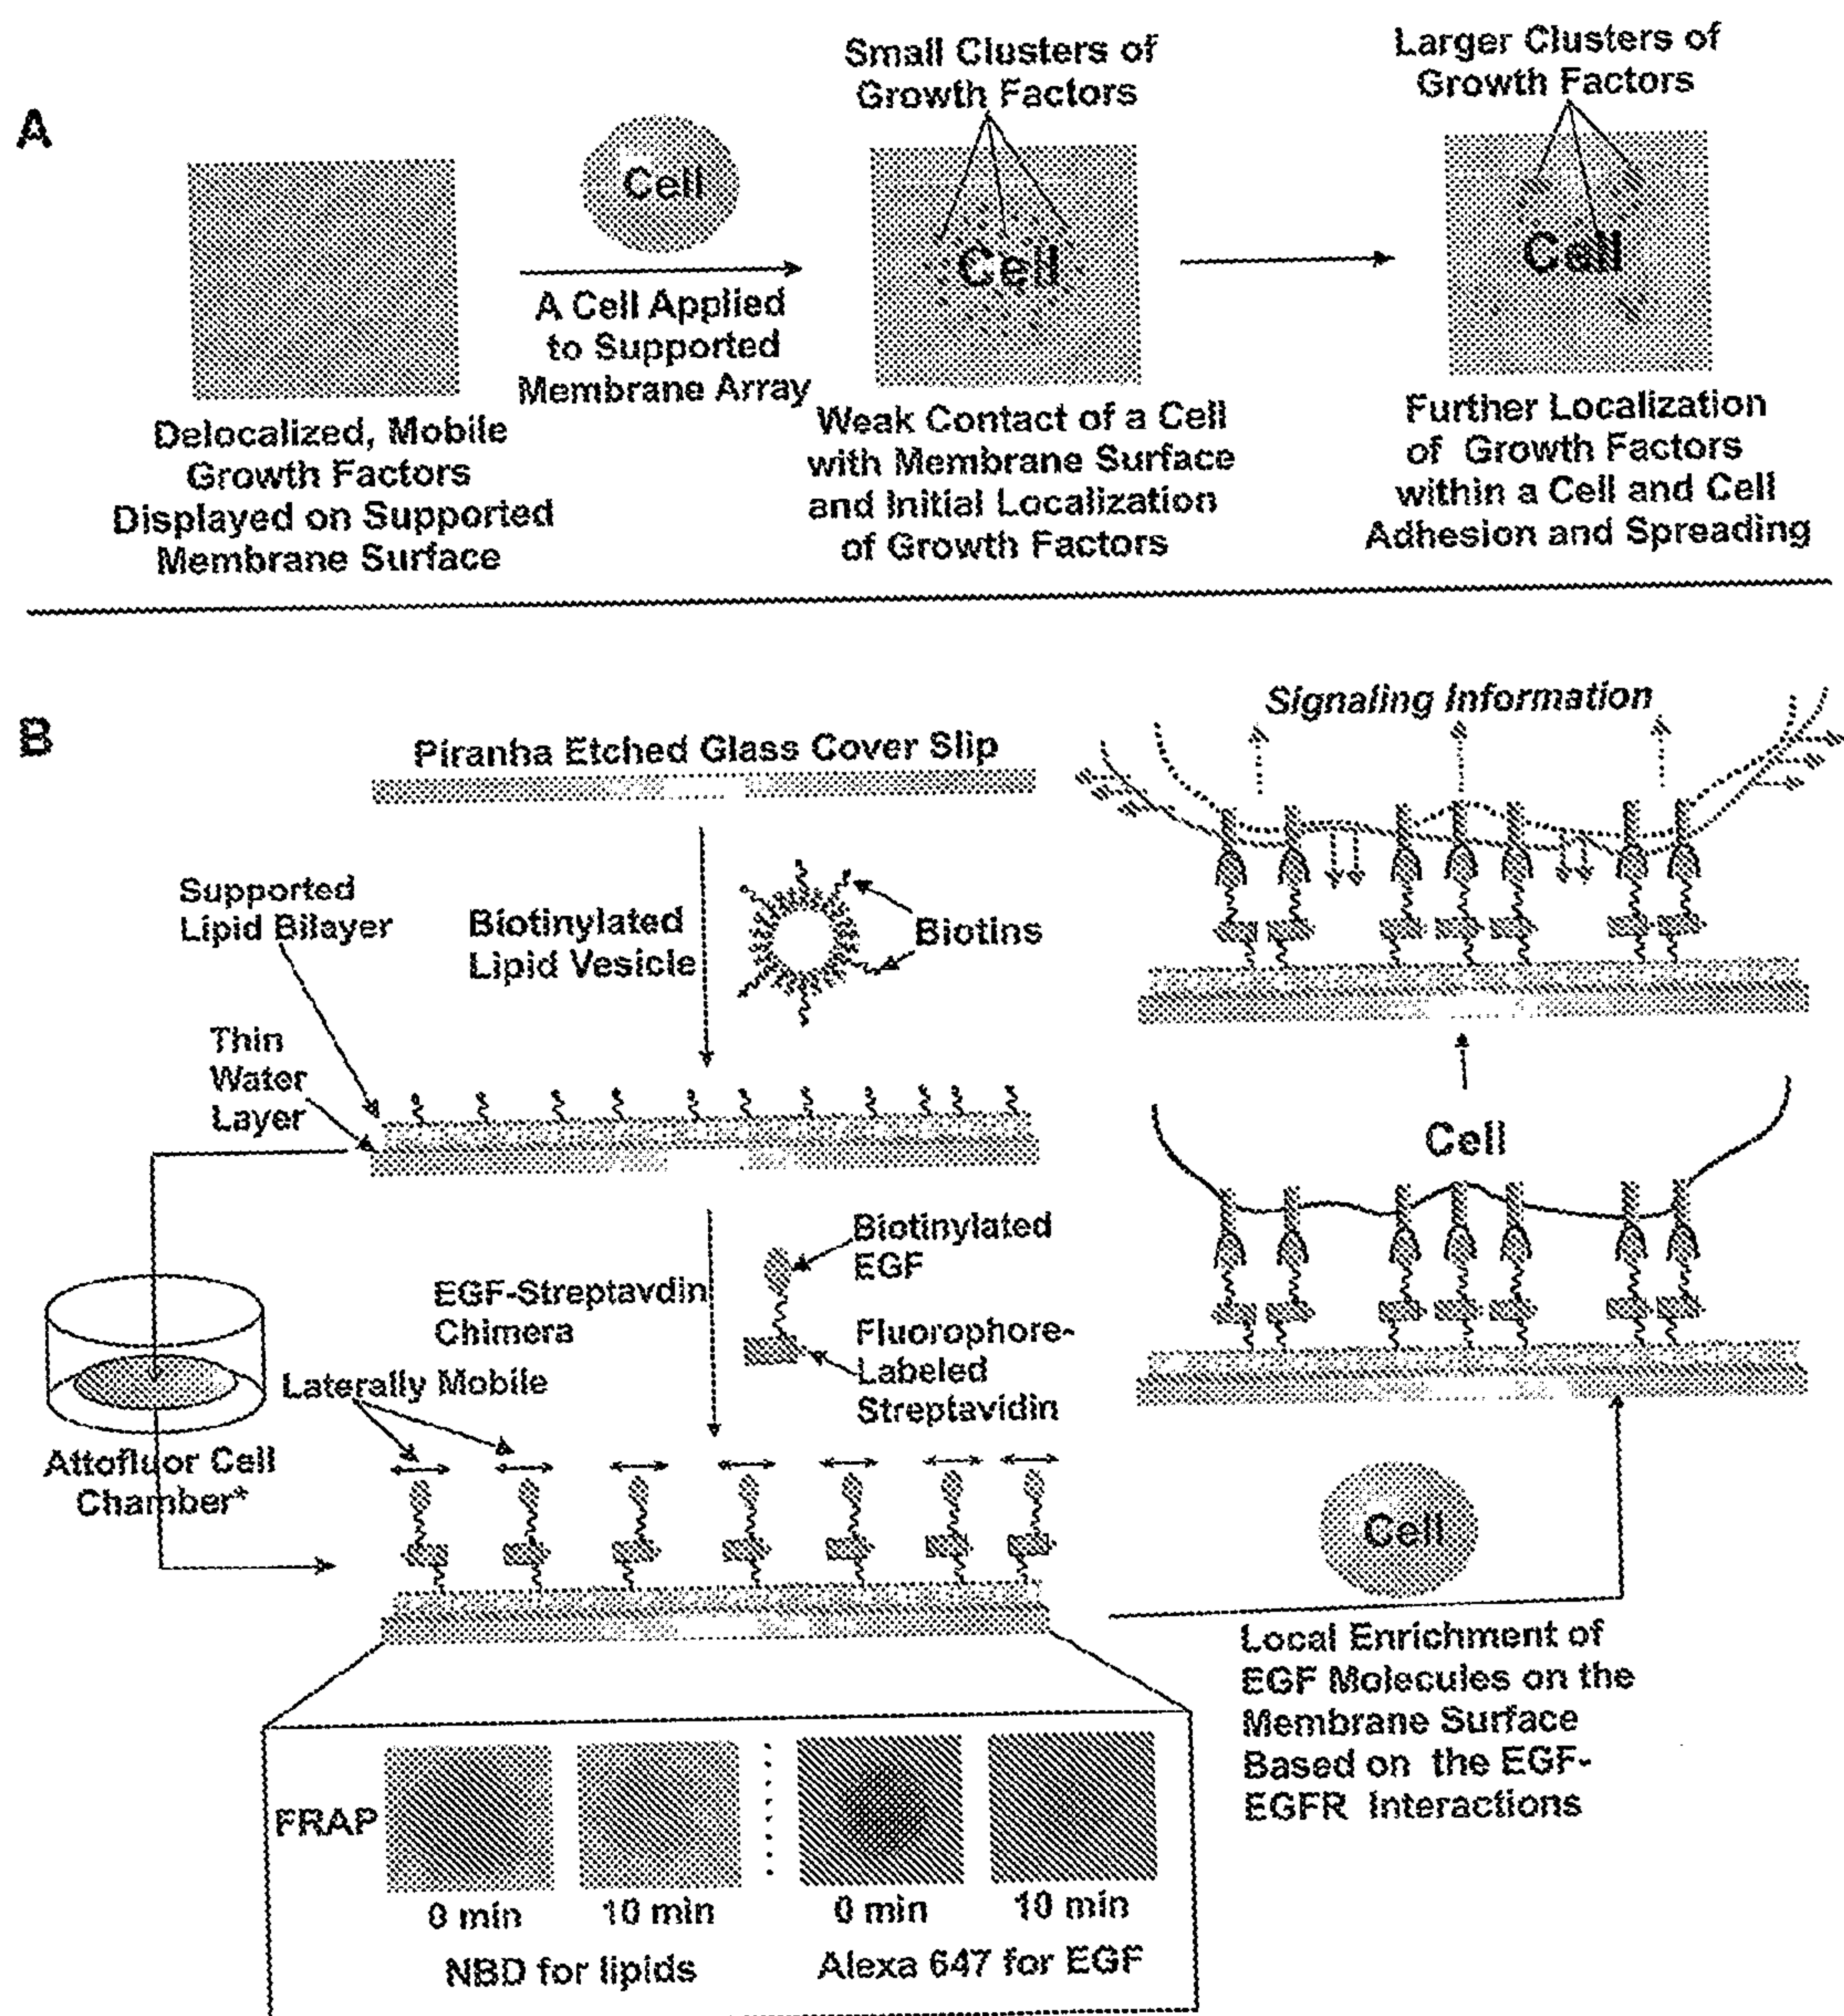 A
Small Clusters of
Growth Factors
Larger Clusters of
Growth Factors
Cell
Cell
Cell
A Cell Applied
to Supported
Membrane Array
Delocalized, Mobile
Growth Factors
Displayed on Supported
Membrane Surface
Weak Contact of a Cell
with Membrane Surface
and Initial Localization
of Growth Factors
Further Localization
of Growth Factors
within a Cell and Cell
Adhesion and Spreading
B
Piranha Etched Glass Cover Slip
Signaling Information
Supported
Lipid Bilayer
Biotinylated
Lipid Vesicle
Biotins
Thin
Water
Layer
Cell
EGF-Streptavdin
Chimera
Biotinylated
EGF
Fluorophore-
Labeled
Streptavidin
Laterally Mobile
Attofluor Cell
Chamber*
Cell
Local Enrichment of
EGF Molecules on the
Membrane Surface
Based on the EGF-
EGFR Interactions
FRAP
0 min
10 min
0 min
10 min
NBD for lipids
Alexa 647 for EGF